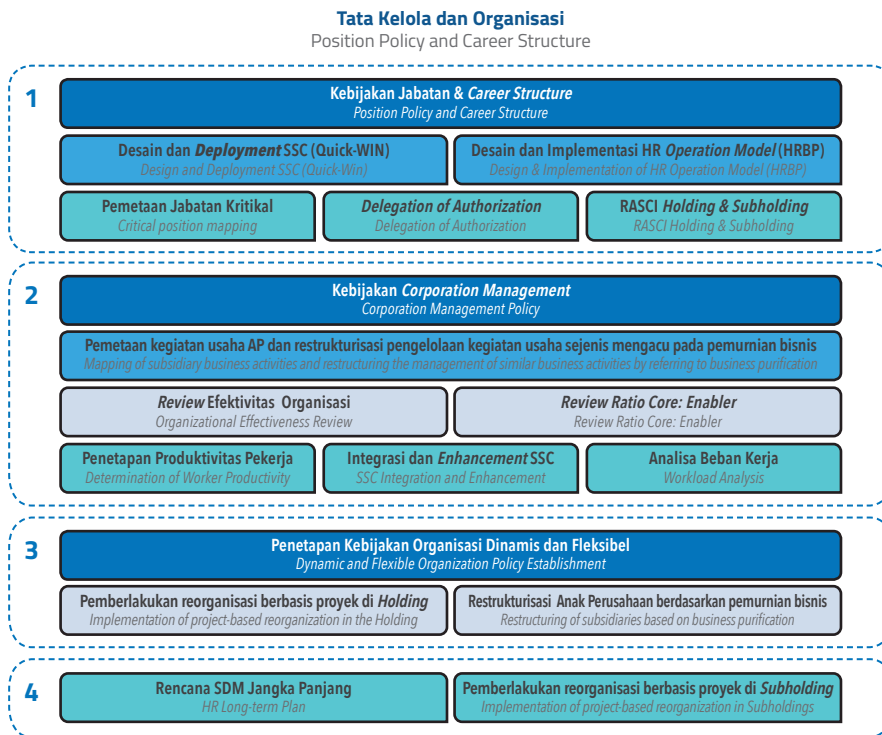 Tata Kelola dan Organisasi
Position Policy and Career Structure
1
Kebijakan Jabatan & Career Structure
Position Policy and Career Structure
Desain dan Deployment SSC (Quick-WIN)
Design and Deployment SSC (Quick-Win)
Desain dan Implementasi HR Operation Model (HRBP)
Design & Implementation of HR Operation Model (HRBP)
Pemetaan Jabatan Kritikal
Critical position mapping
Delegation of Authorization
Delegation of Authorization
RASCI Holding & Subholding
RASCI Holding & Subholding
2
Kebijakan Corporation Management
Corporation Management Policy
Pemetaan kegiatan usaha AP dan restrukturisasi pengelolaan kegiatan usaha sejenis mengacu pada pemurnian bisnis
Mapping of subsidiary business activities and restructuring the management of similar business activities by referring to business purification
Review Efektivitas Organisasi
Organizational Effectiveness Review
Review Ratio Core: Enabler
Review Ratio Core: Enabler
Penetapan Produktivitas Pekerja
Determination of Worker Productivity
Integrasi dan Enhancement SSC
SSC Integration and Enhancement
Analisa Beban Kerja
Workload Analysis
3
Penetapan Kebijakan Organisasi Dinamis dan Fleksibel
Dynamic and Flexible Organization Policy Establishment
Pemberlakukan reorganisasi berbasis proyek di Holding
Implementation of project-based reorganization in the Holding
Restrukturisasi Anak Perusahaan berdasarkan pemurnian bisnis
Restructuring of subsidiaries based on business purification
4
Rencana SDM Jangka Panjang
HR Long-term Plan
Pemberlakukan reorganisasi berbasis proyek di Subholding
Implementation of project-based reorganization in Subholdings